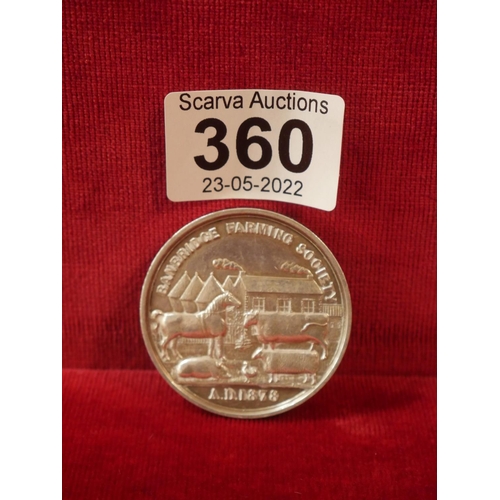 Scarva Auctions
360
23-05-2022
BANBRIDGE FARMING SOCIETY
A.D. 1878